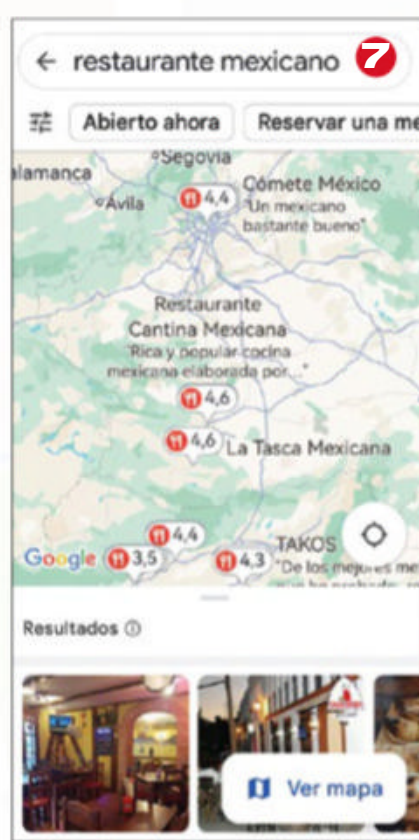 ← restaurante mexicano 7
Abierto ahora Reservar una me
Segovia
alamanca
Ávila
4,4 Cómete México
"Un mexicano
bastante bueno"
Restaurante
Cantina Mexicana
"Rica y popular cocina
mexicana elaborada por..."
4,6
4,6 La Tasca Mexicana
4,4
Google 3,5 4,3 TAKOS
"De los mejores me
Resultados
Ver mapa